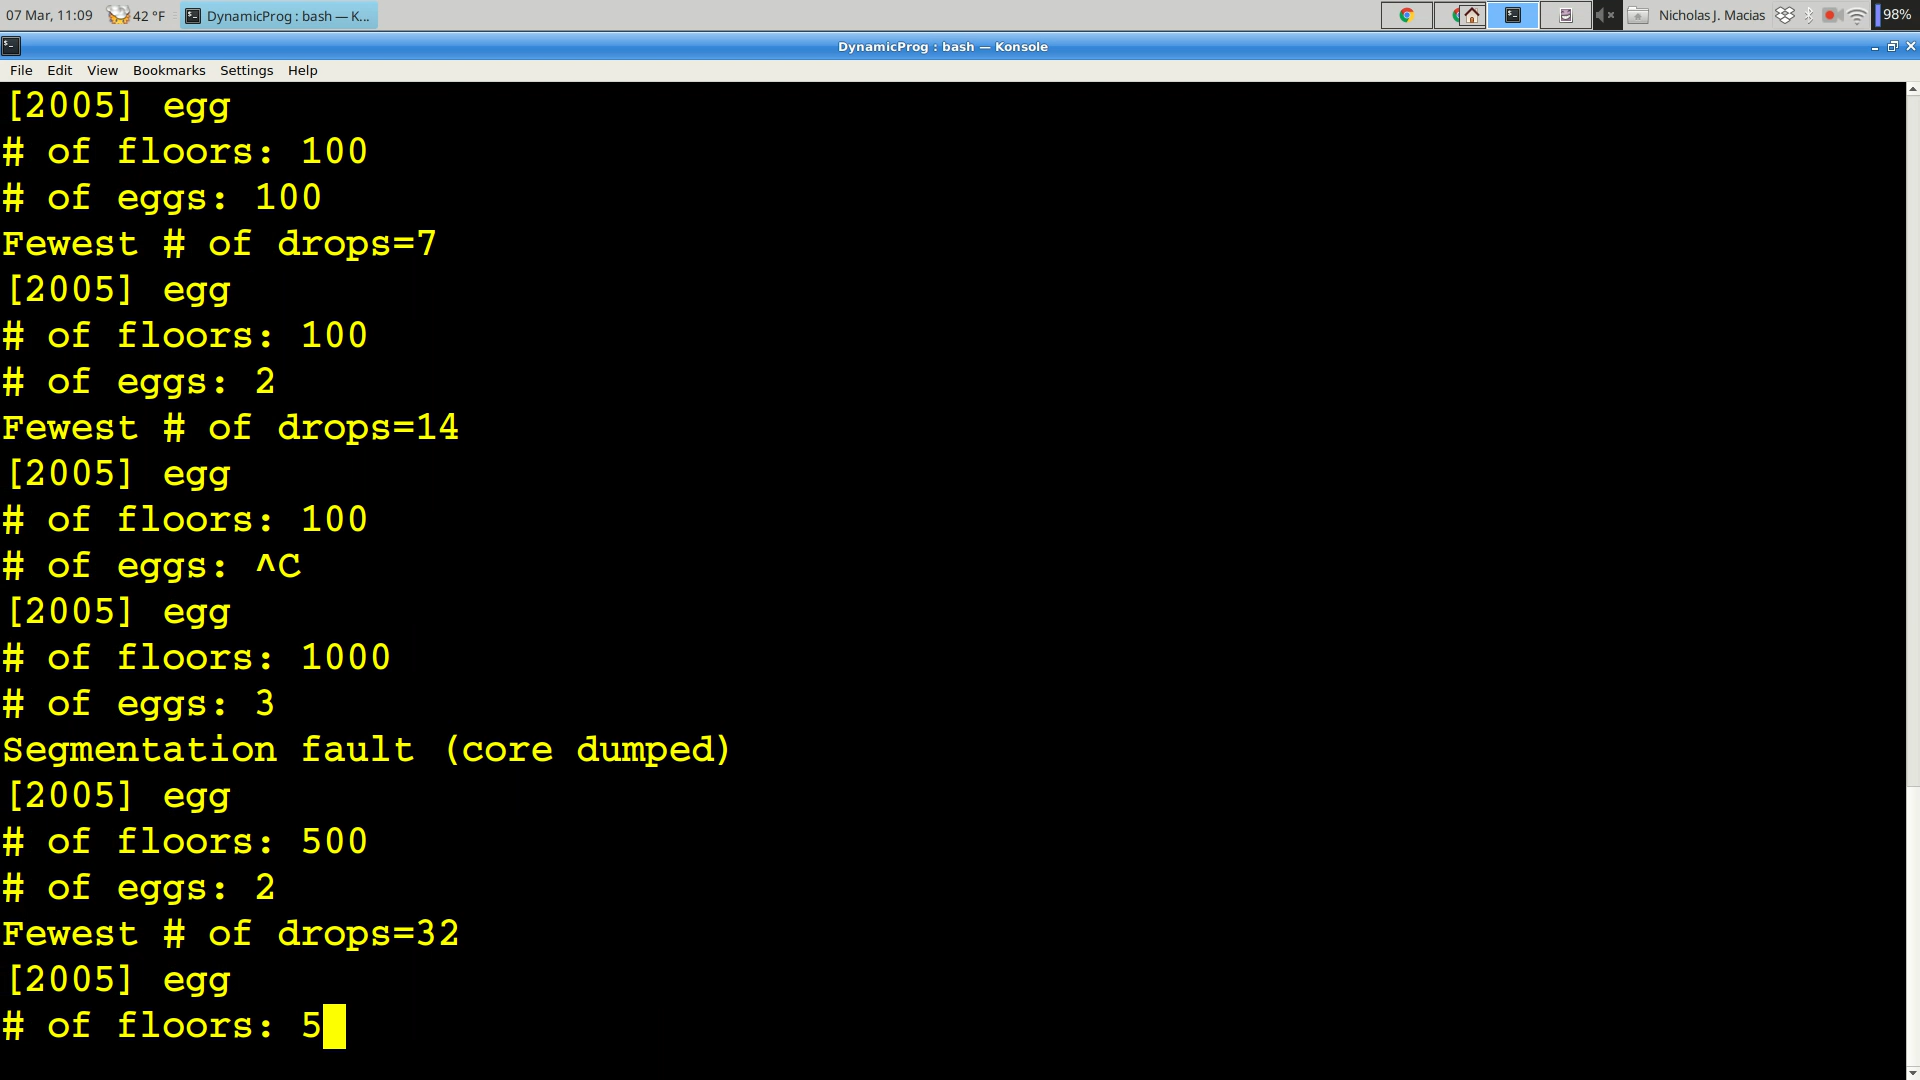 07 Mar, 11:09 42 °F DynamicProg : bash — K... Nicholas J. Macias 98%
DynamicProg : bash — Konsole
File Edit View Bookmarks Settings Help
[2005] egg
# of floors: 100
# of eggs: 100
Fewest # of drops=7
[2005] egg
# of floors: 100
# of eggs: 2
Fewest # of drops=14
[2005] egg
# of floors: 100
# of eggs: ^C
[2005] egg
# of floors: 1000
# of eggs: 3
Segmentation fault (core dumped)
[2005] egg
# of floors: 500
# of eggs: 2
Fewest # of drops=32
[2005] egg
# of floors: 5